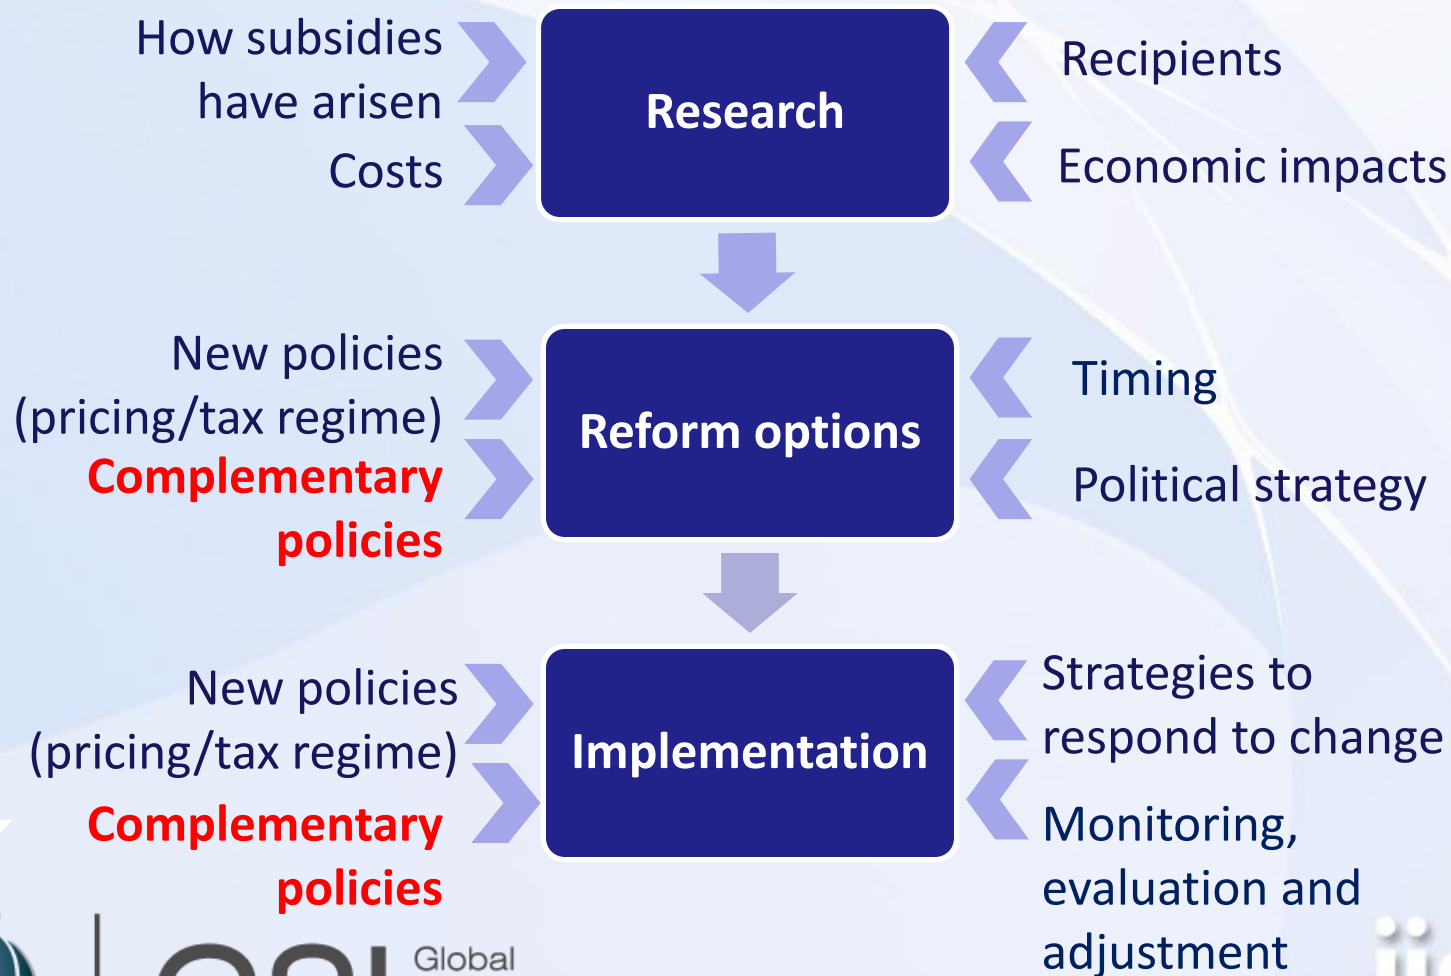 How subsidies
have arisen
Costs
Research
Recipients
Economic impacts
New policies
(pricing/tax regime)
Complementary
policies
Reform options
Timing
Political strategy
New policies
(pricing/tax regime)
Complementary
policies
Implementation
Strategies to
respond to change
Monitoring,
evaluation and
adjustment
Global